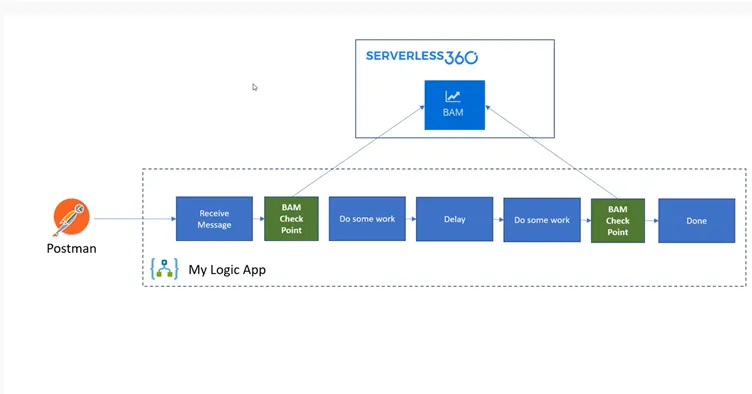 SERVERLESS360
BAM
Postman
Receive
Message
BAM
Check
Point
Do some work
Delay
Do some work
BAM
Check
Point
Done
My Logic App